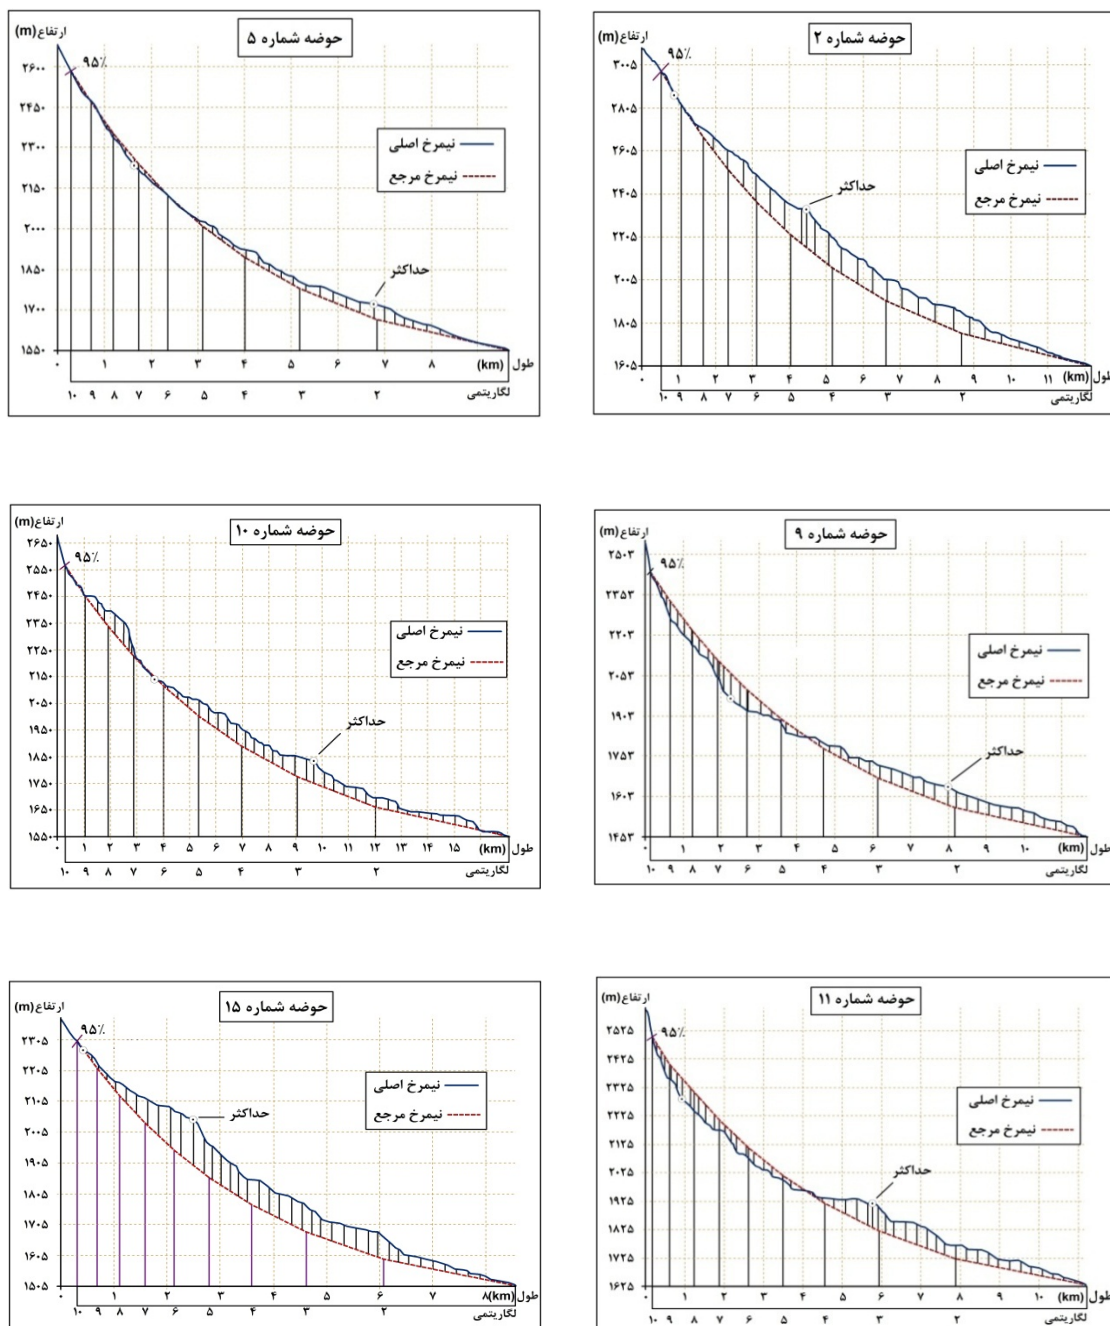 حوضه شماره ۲
ارتفاع(m)
۹۵٪
۳۰۰۵
۲۸۰۵
۲۶۰۵
۲۴۰۵
۲۲۰۵
۲۰۰۵
۱۸۰۵
۱۶۰۵
نیمرخ اصلی
نیمرخ مرجع
حداکثر
۰ ۱ ۲ ۳ ۴ ۵ ۶ ۷ ۸ ۹ ۱۰ ۱۱ (km) طول
۱۰ ۹ ۸ ۷ ۶ ۵ ۴ ۳ ۲ لگاریتمی
حوضه شماره ۵
ارتفاع(m)
۹۵٪
۲۶۰۰
۲۴۵۰
۲۳۰۰
۲۱۵۰
۲۰۰۰
۱۸۵۰
۱۷۰۰
۱۵۵۰
نیمرخ اصلی
نیمرخ مرجع
حداکثر
۰ ۱ ۲ ۳ ۴ ۵ ۶ ۷ ۸ (km) طول
۱۰ ۹ ۸ ۷ ۶ ۵ ۴ ۳ ۲ لگاریتمی
حوضه شماره ۹
ارتفاع(m)
۹۵٪
۲۵۰۳
۲۳۵۳
۲۲۰۳
۲۰۵۳
۱۹۰۳
۱۷۵۳
۱۶۰۳
۱۴۵۳
نیمرخ اصلی
نیمرخ مرجع
حداکثر
۰ ۱ ۲ ۳ ۴ ۵ ۶ ۷ ۸ ۹ ۱۰ (km) طول
۱۰ ۹ ۸ ۷ ۶ ۵ ۴ ۳ ۲ لگاریتمی
حوضه شماره ۱۰
ارتفاع(m)
۹۵٪
۲۶۵۰
۲۵۵۰
۲۴۵۰
۲۳۵۰
۲۲۵۰
۲۱۵۰
۲۰۵۰
۱۹۵۰
۱۸۵۰
۱۷۵۰
۱۶۵۰
۱۵۵۰
نیمرخ اصلی
نیمرخ مرجع
حداکثر
۰ ۱ ۲ ۳ ۴ ۵ ۶ ۷ ۸ ۹ ۱۰ ۱۱ ۱۲ ۱۳ ۱۴ ۱۵ (km) طول
۱۰ ۹ ۸ ۷ ۶ ۵ ۴ ۳ ۲ لگاریتمی
حوضه شماره ۱۱
ارتفاع(m)
۹۵٪
۲۵۲۵
۲۴۲۵
۲۳۲۵
۲۲۲۵
۲۱۲۵
۲۰۲۵
۱۹۲۵
۱۸۲۵
۱۷۲۵
۱۶۲۵
نیمرخ اصلی
نیمرخ مرجع
حداکثر
۰ ۱ ۲ ۳ ۴ ۵ ۶ ۷ ۸ ۹ ۱۰ (km) طول
۱۰ ۹ ۸ ۷ ۶ ۵ ۴ ۳ ۲ لگاریتمی
حوضه شماره ۱۵
ارتفاع(m)
۹۵٪
۲۳۰۵
۲۲۰۵
۲۱۰۵
۲۰۰۵
۱۹۰۵
۱۸۰۵
۱۷۰۵
۱۶۰۵
۱۵۰۵
نیمرخ اصلی
نیمرخ مرجع
حداکثر
۰ ۱ ۲ ۳ ۴ ۵ ۶ ۷ ۸ (km) طول
۱۰ ۹ ۸ ۷ ۶ ۵ ۴ ۳ ۲ لگاریتمی